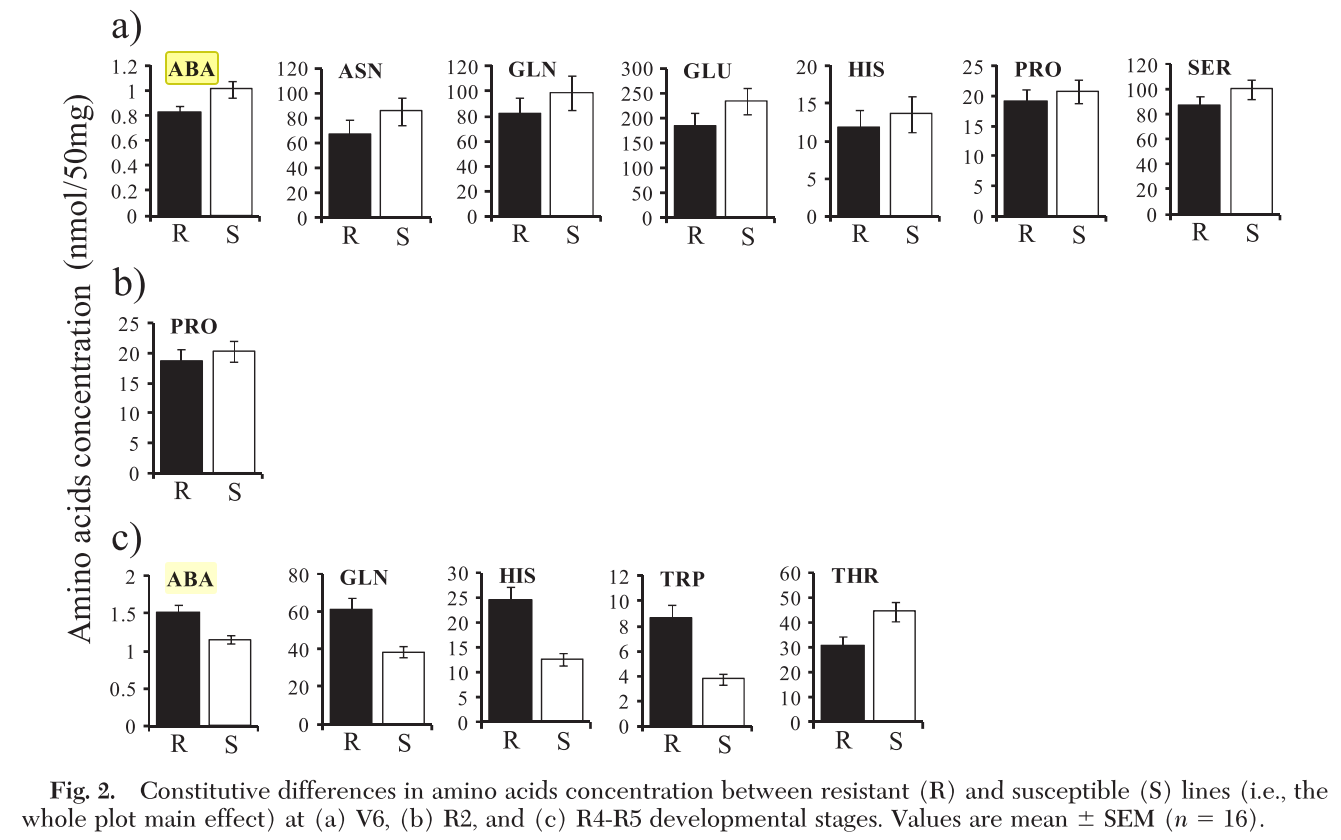 a)
ABA
ASN
GLN
GLU
HIS
PRO
SER
1.2
1
0.8
0.6
0.4
0.2
0
R S
120
100
80
60
40
20
0
R S
120
100
80
60
40
20
0
R S
300
250
200
150
100
50
0
R S
20
15
10
5
0
R S
25
20
15
10
5
0
R S
120
100
80
60
40
20
0
R S
Amino acids concentration (nmol/50mg)
b)
PRO
25
20
15
10
5
0
R S
c)
ABA
GLN
HIS
TRP
THR
2
1.5
1
0.5
0
R S
80
60
40
20
0
R S
30
25
20
15
10
5
0
R S
12
10
8
6
4
2
0
R S
60
50
40
30
20
10
0
R S
Fig. 2. Constitutive differences in amino acids concentration between resistant (R) and susceptible (S) lines (i.e., the
whole plot main effect) at (a) V6, (b) R2, and (c) R4-R5 developmental stages. Values are mean ± SEM (n = 16).